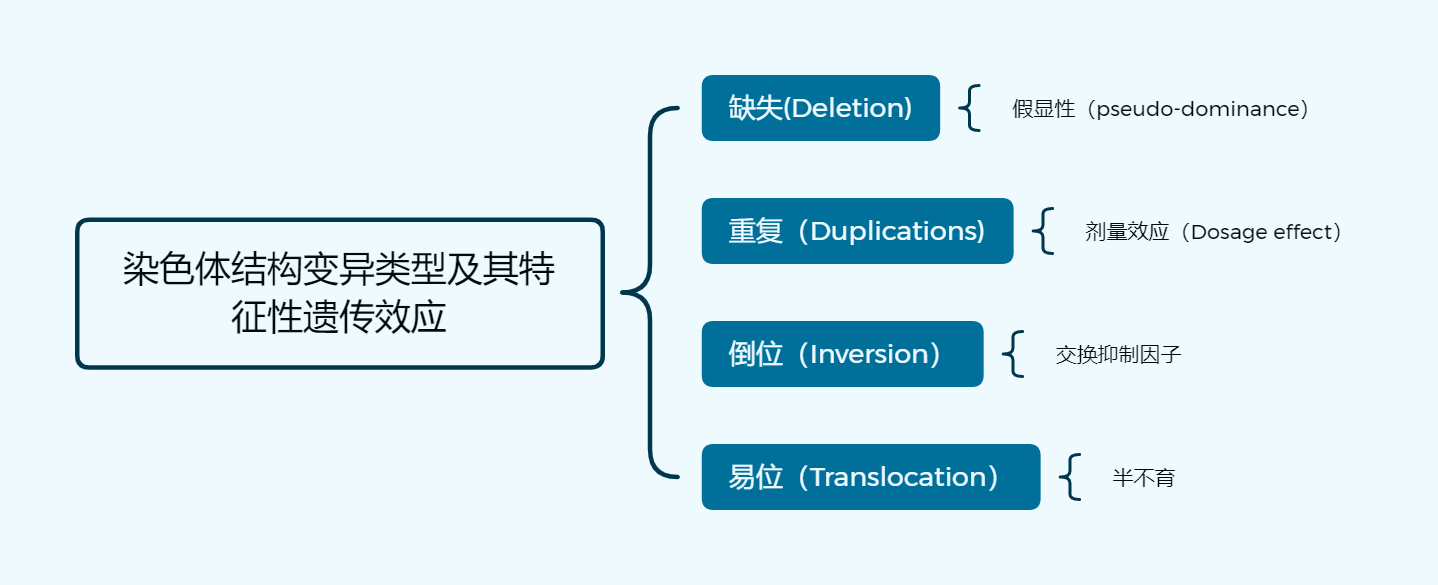 染色体结构变异类型及其特
征性遗传效应
缺失(Deletion)
假显性（pseudo-dominance）
重复（Duplications)
剂量效应（Dosage effect）
倒位（Inversion）
交换抑制因子
易位（Translocation）
半不育